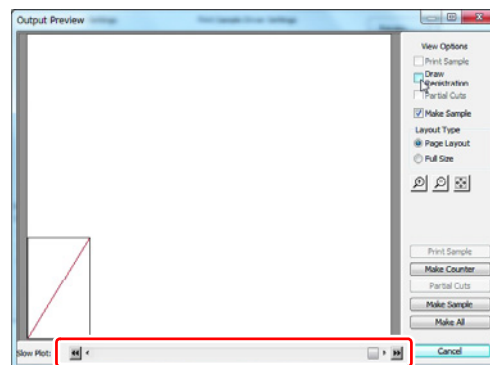 Output Preview
View Options
Print Sample
Draw
Registration
Partial Cuts
Make Sample
Layout Type
Page Layout
Full Size
Print Sample
Make Counter
Partial Cuts
Make Sample
Make All
Slow Plot:
Cancel